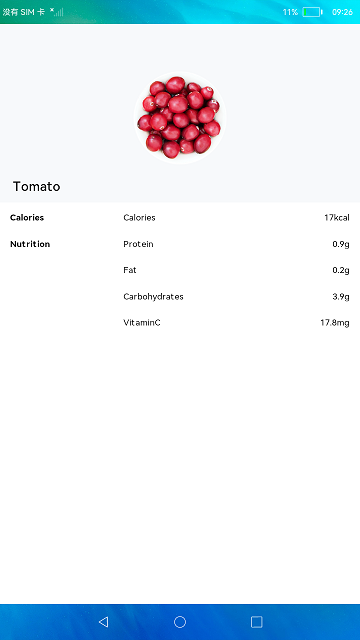 没有 SIM 卡 11% 09:26
Tomato
Calories Calories 17kcal
Nutrition Protein 0.9g
Fat 0.2g
Carbohydrates 3.9g
VitaminC 17.8mg